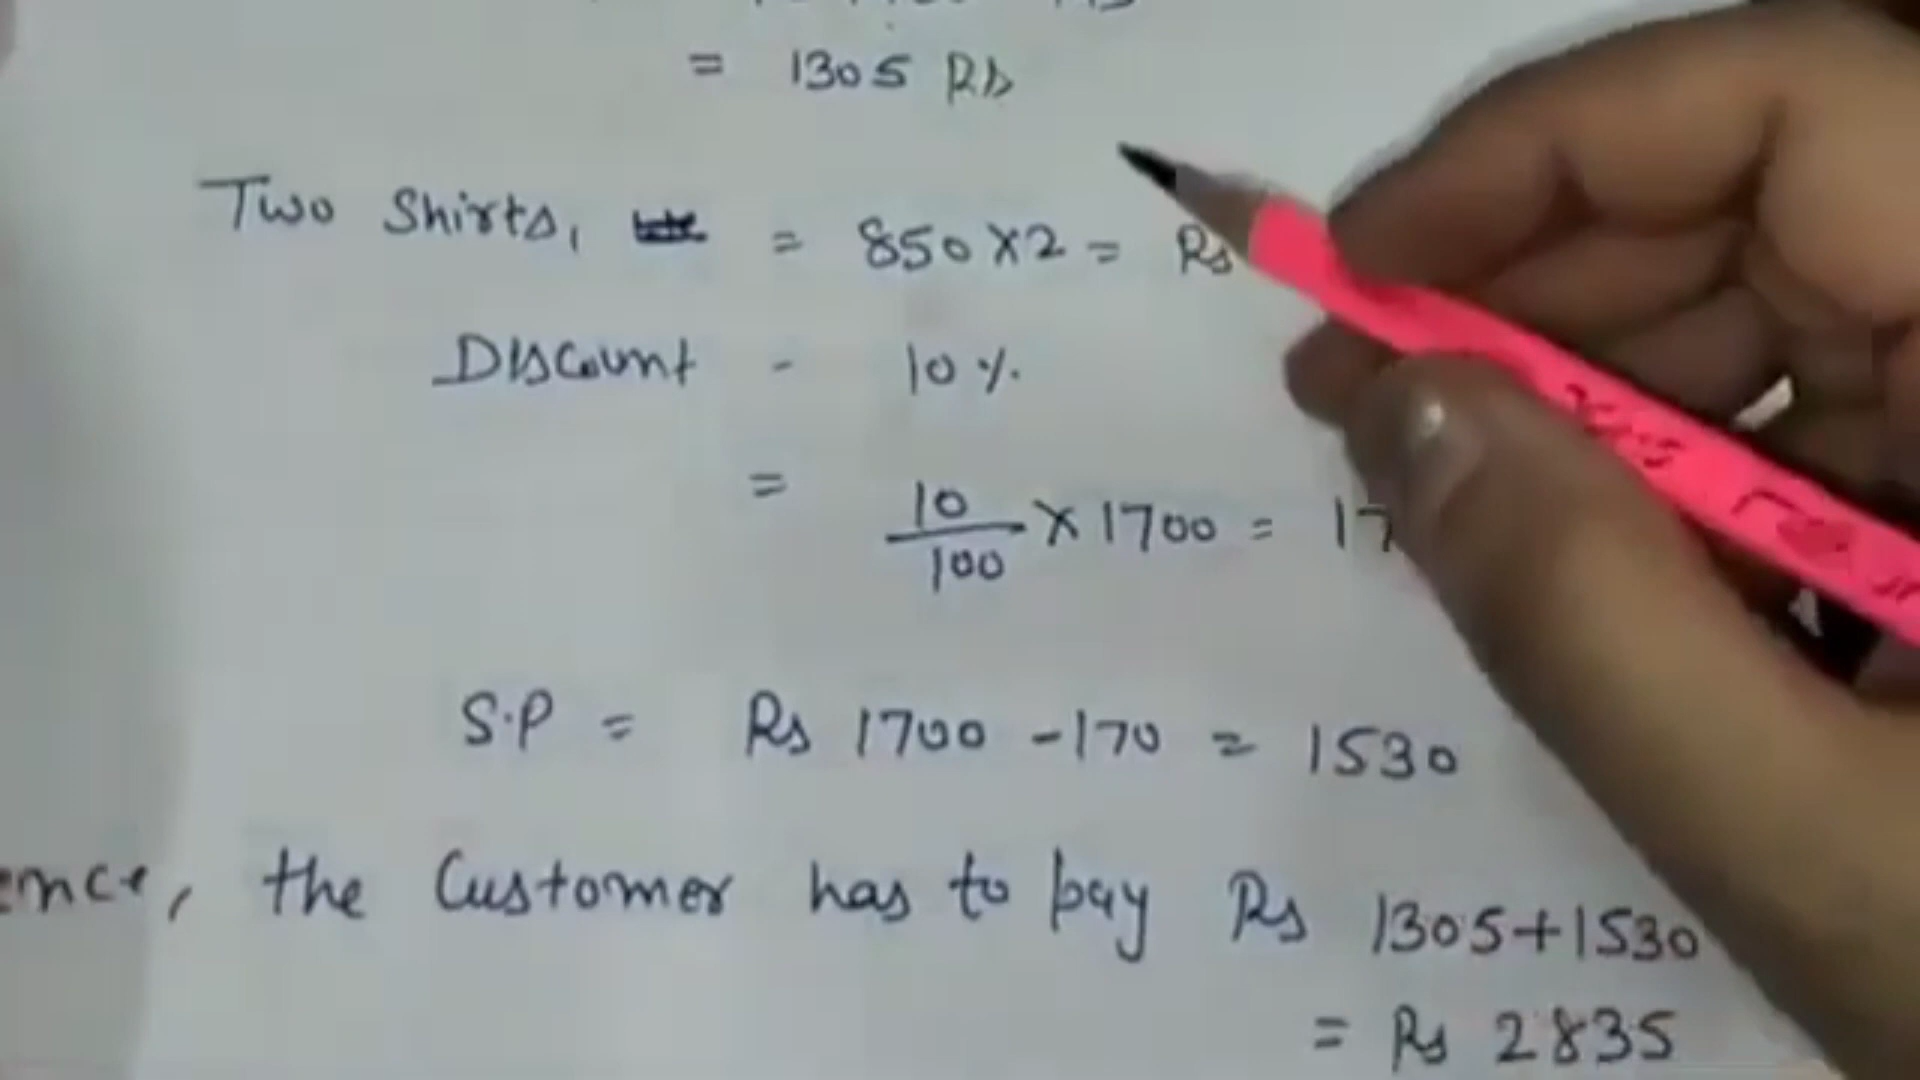 = 1305 Rs
Two Shirts, = 850 × 2 = Rs
Discount - 10 %.
= 10/100 × 1700 = 17
S.P = Rs 1700 - 170 = 1530
ence, the Customer has to pay Rs 1305+1530
= Rs 2835